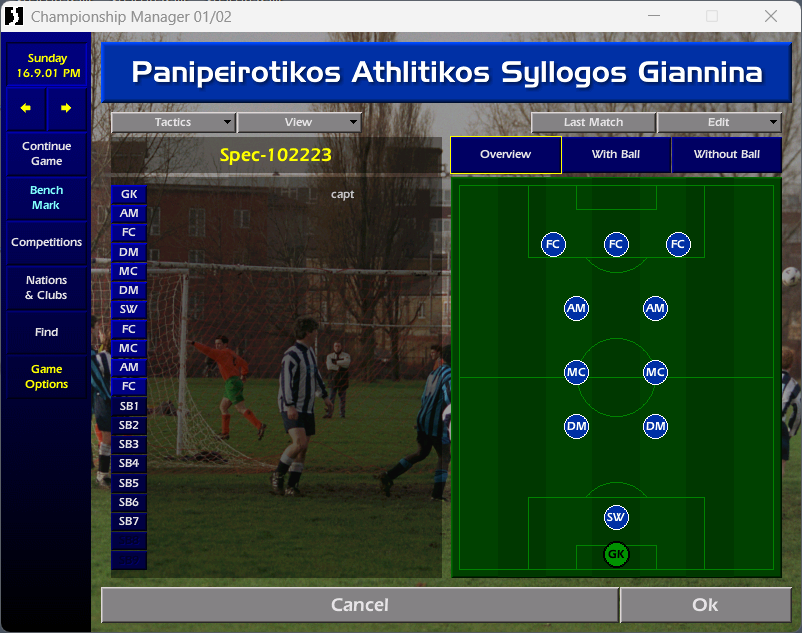 Championship Manager 01/02
Sunday
16.9.01 PM
Continue
Game
Bench
Mark
Competitions
Nations
& Clubs
Find
Game
Options
Panipeirotikos Athlitikos Syllogos Giannina
Tactics
View
Last Match
Edit
Spec-102223
Overview
With Ball
Without Ball
GK
capt
AM
FC
DM
MC
DM
SW
FC
MC
AM
FC
SB1
SB2
SB3
SB4
SB5
SB6
SB7
FC FC FC
AM AM
MC MC
DM DM
SW
GK
Cancel
Ok